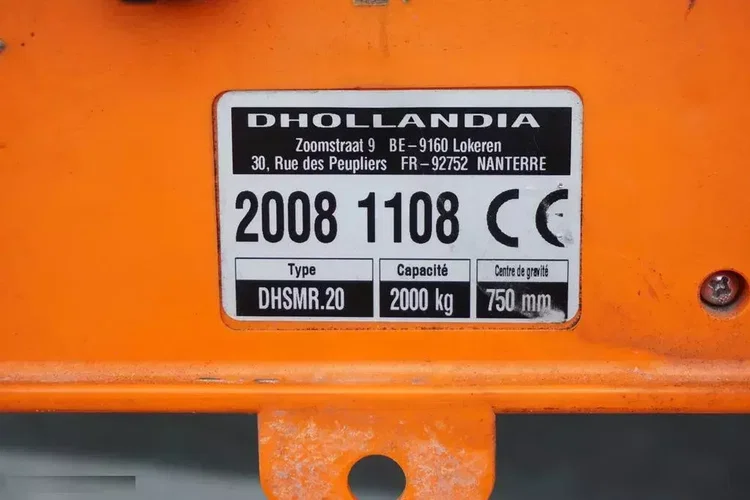 DHOLLANDIA
Zoomstraat 9 BE-9160 Lokeren
30, Rue des Peupliers FR-92752 NANTERRE
2008 1108 CE
Type Capacité Centre de gravité
DHSMR.20 2000 kg 750 mm